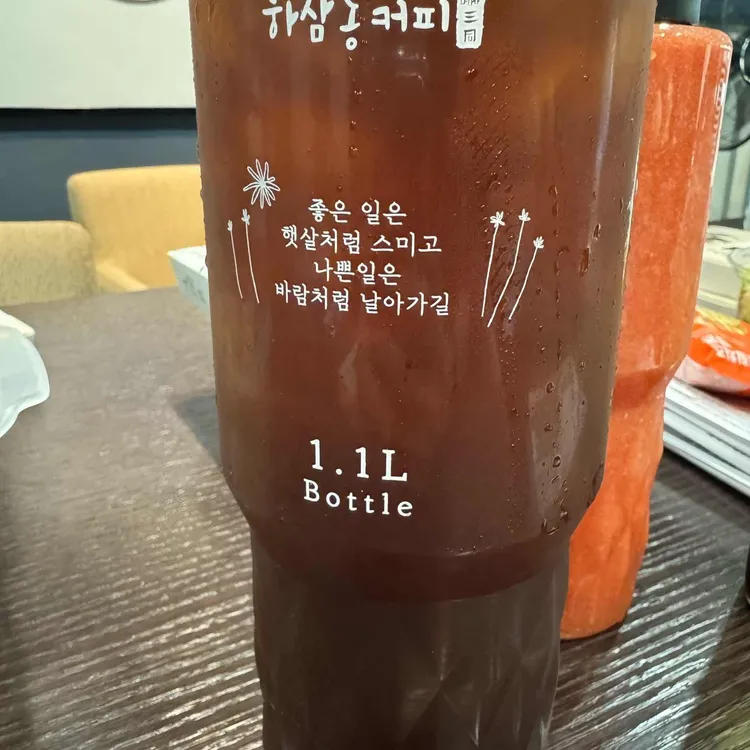 하삼동커피
좋은 일은
햇살처럼 스미고
나쁜일은
바람처럼 날아가길
1.1L
Bottle